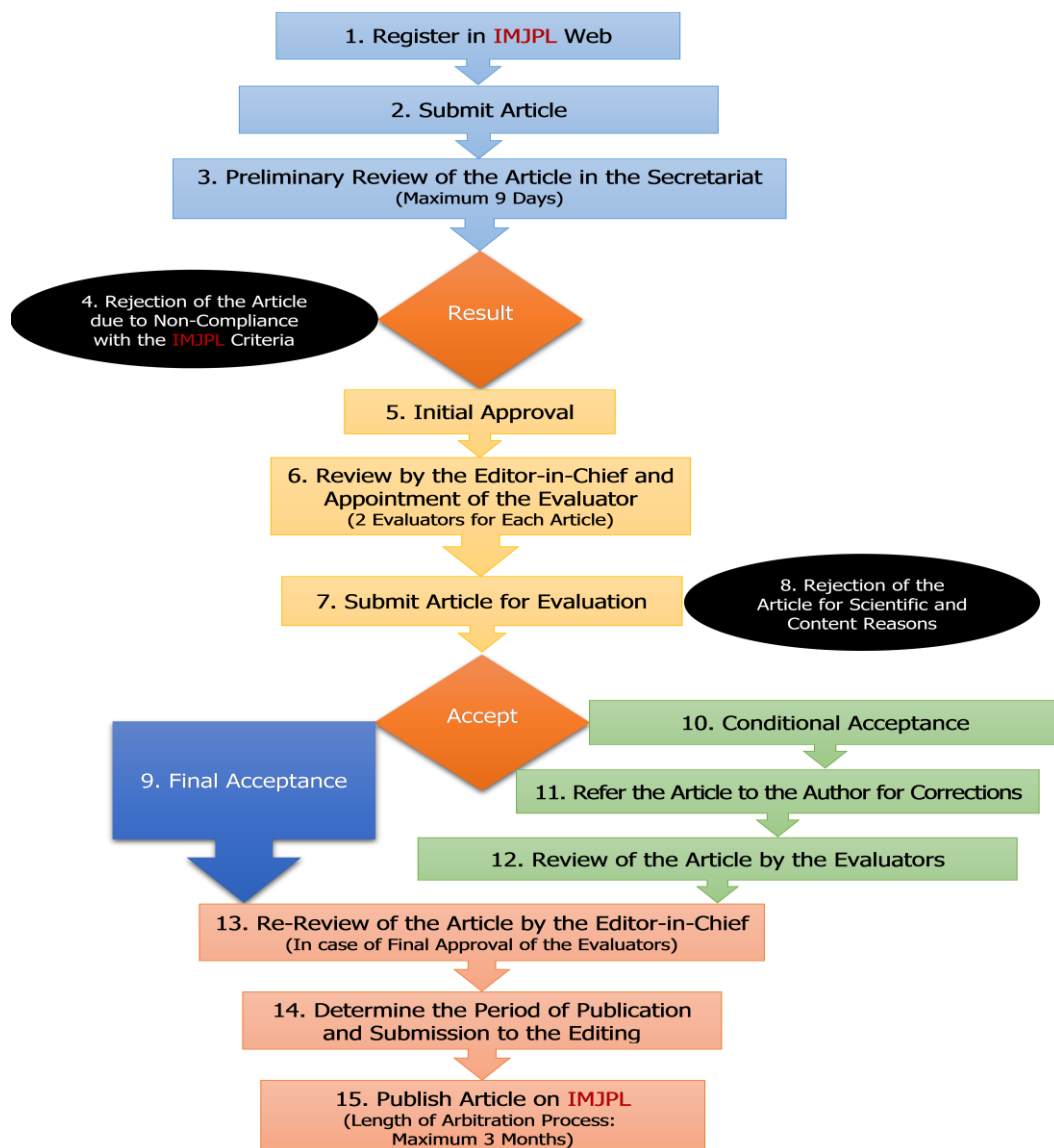 1. Register in IMJPL Web
2. Submit Article
3. Preliminary Review of the Article in the Secretariat
(Maximum 9 Days)
Result
4. Rejection of the Article
due to Non-Compliance
with the IMJPL Criteria
5. Initial Approval
6. Review by the Editor-in-Chief and
Appointment of the Evaluator
(2 Evaluators for Each Article)
7. Submit Article for Evaluation
8. Rejection of the
Article for Scientific and
Content Reasons
Accept
9. Final Acceptance
10. Conditional Acceptance
11. Refer the Article to the Author for Corrections
12. Review of the Article by the Evaluators
13. Re-Review of the Article by the Editor-in-Chief
(In case of Final Approval of the Evaluators)
14. Determine the Period of Publication
and Submission to the Editing
15. Publish Article on IMJPL
(Length of Arbitration Process:
Maximum 3 Months)